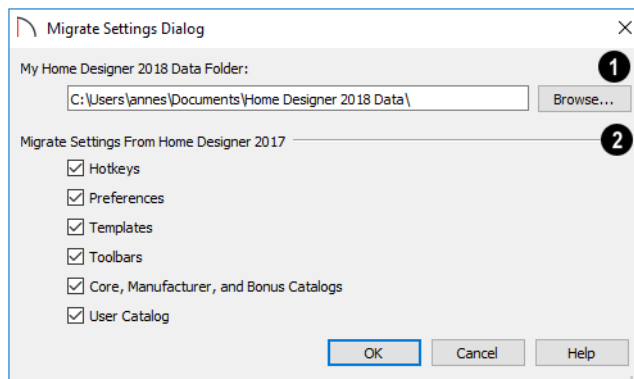 Migrate Settings Dialog
My Home Designer 2018 Data Folder:
1
C:\Users\annes\Documents\Home Designer 2018 Data\
Browse...
Migrate Settings From Home Designer 2017
2
Hotkeys
Preferences
Templates
Toolbars
Core, Manufacturer, and Bonus Catalogs
User Catalog
OK Cancel Help